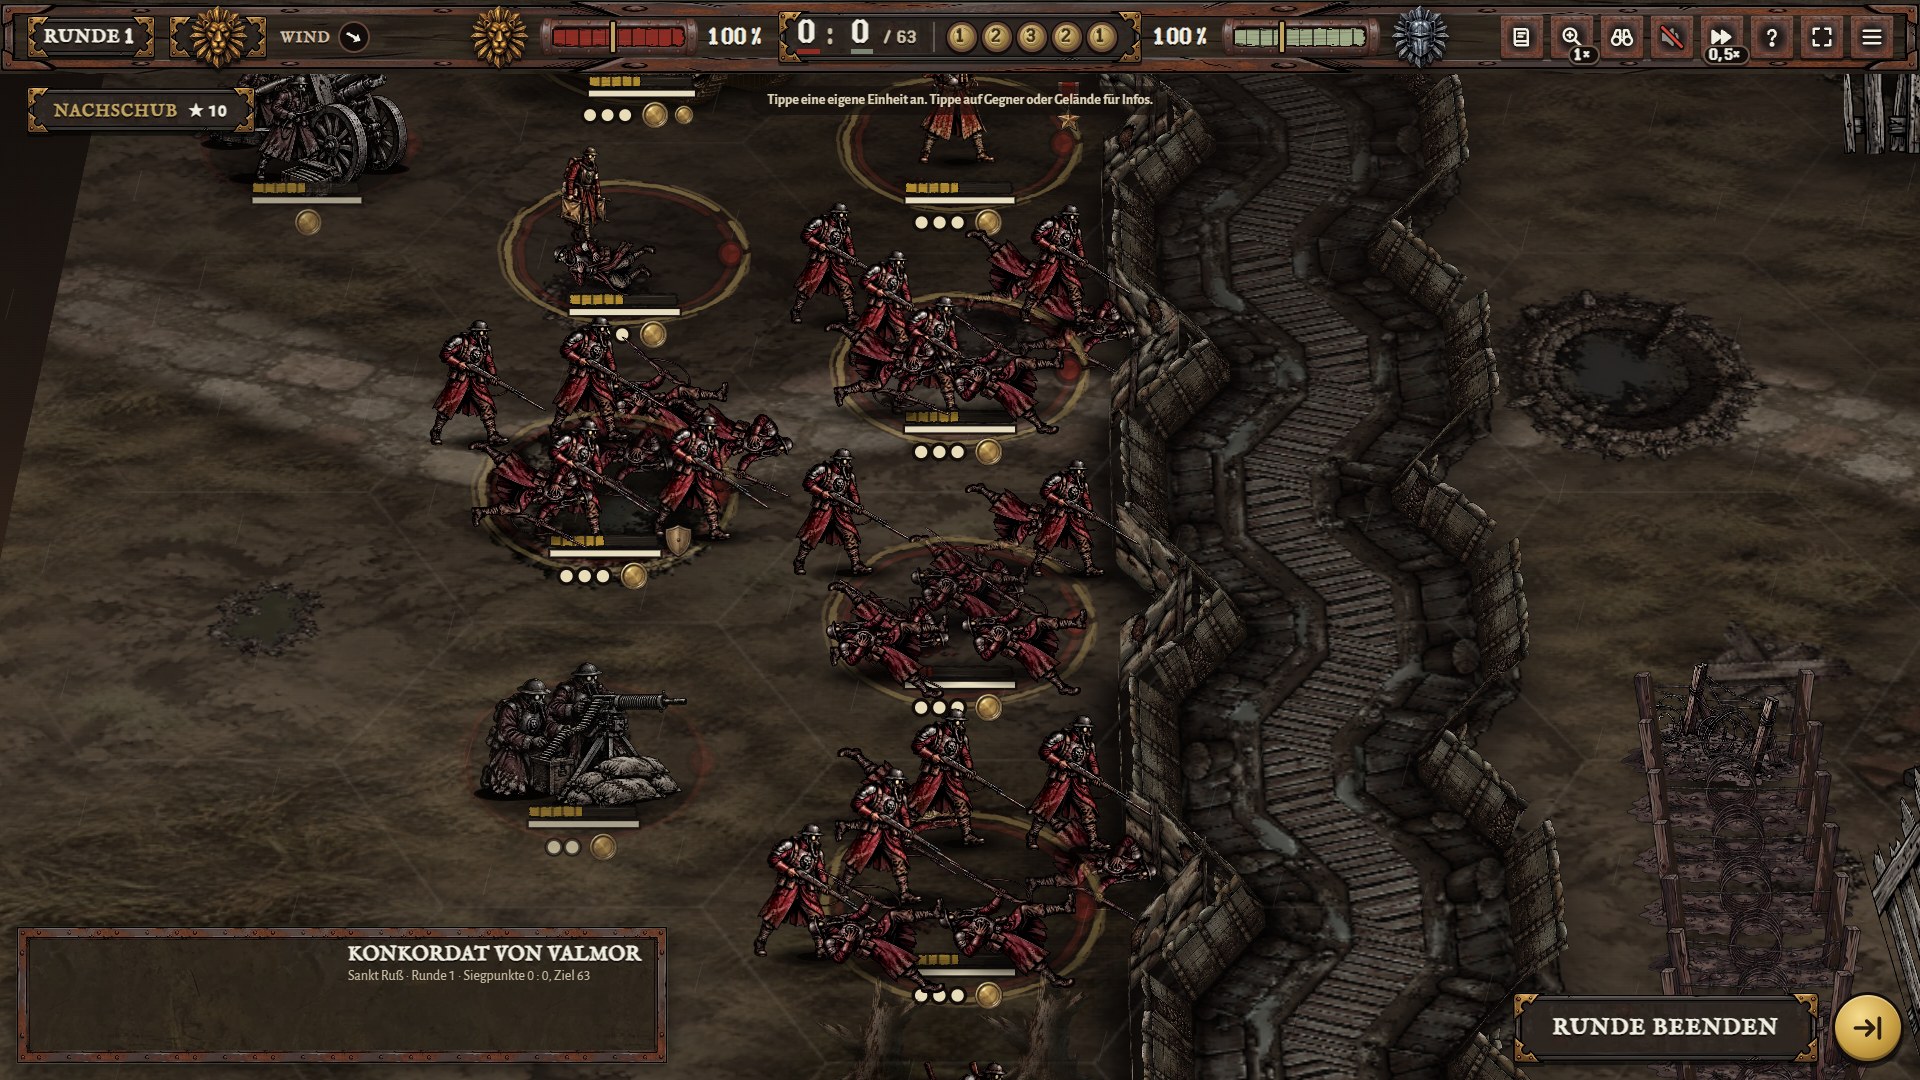 RUNDE 1
WIND
100%
0 : 0 / 63
1 2 3 2 1
100%
1×
0,5×
?
NACHSCHUB ★ 10
Tippe eine eigene Einheit an. Tippe auf Gegner oder Gelände für Infos.
KONKORDAT VON VALMOR
Sankt Ruß · Runde 1 · Siegpunkte 0 : 0, Ziel 63
RUNDE BEENDEN